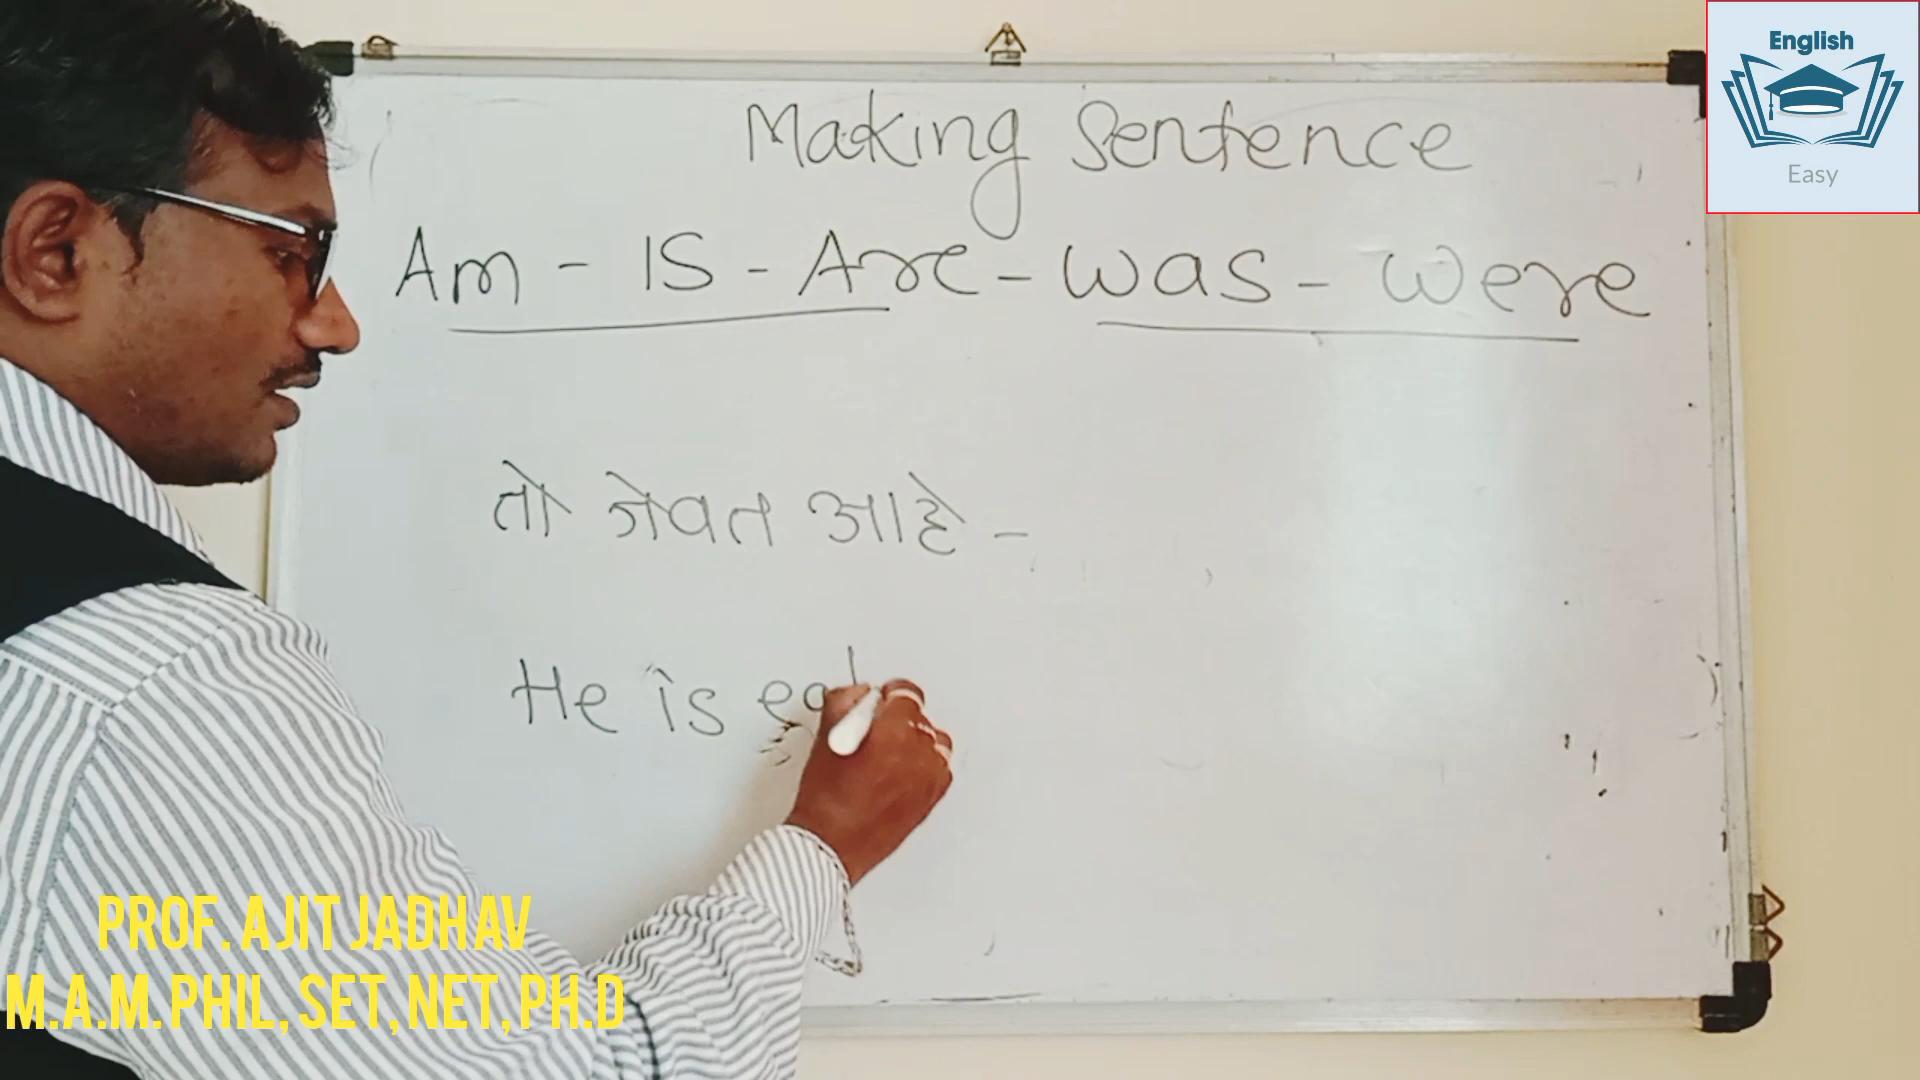 English
Easy
Making Sentence
Am - IS - Are - was - were
तो जेवत आहे -
He is eat
PROF. AJIT JADHAV
M.A.M.PHIL, SET, NET, PH.D